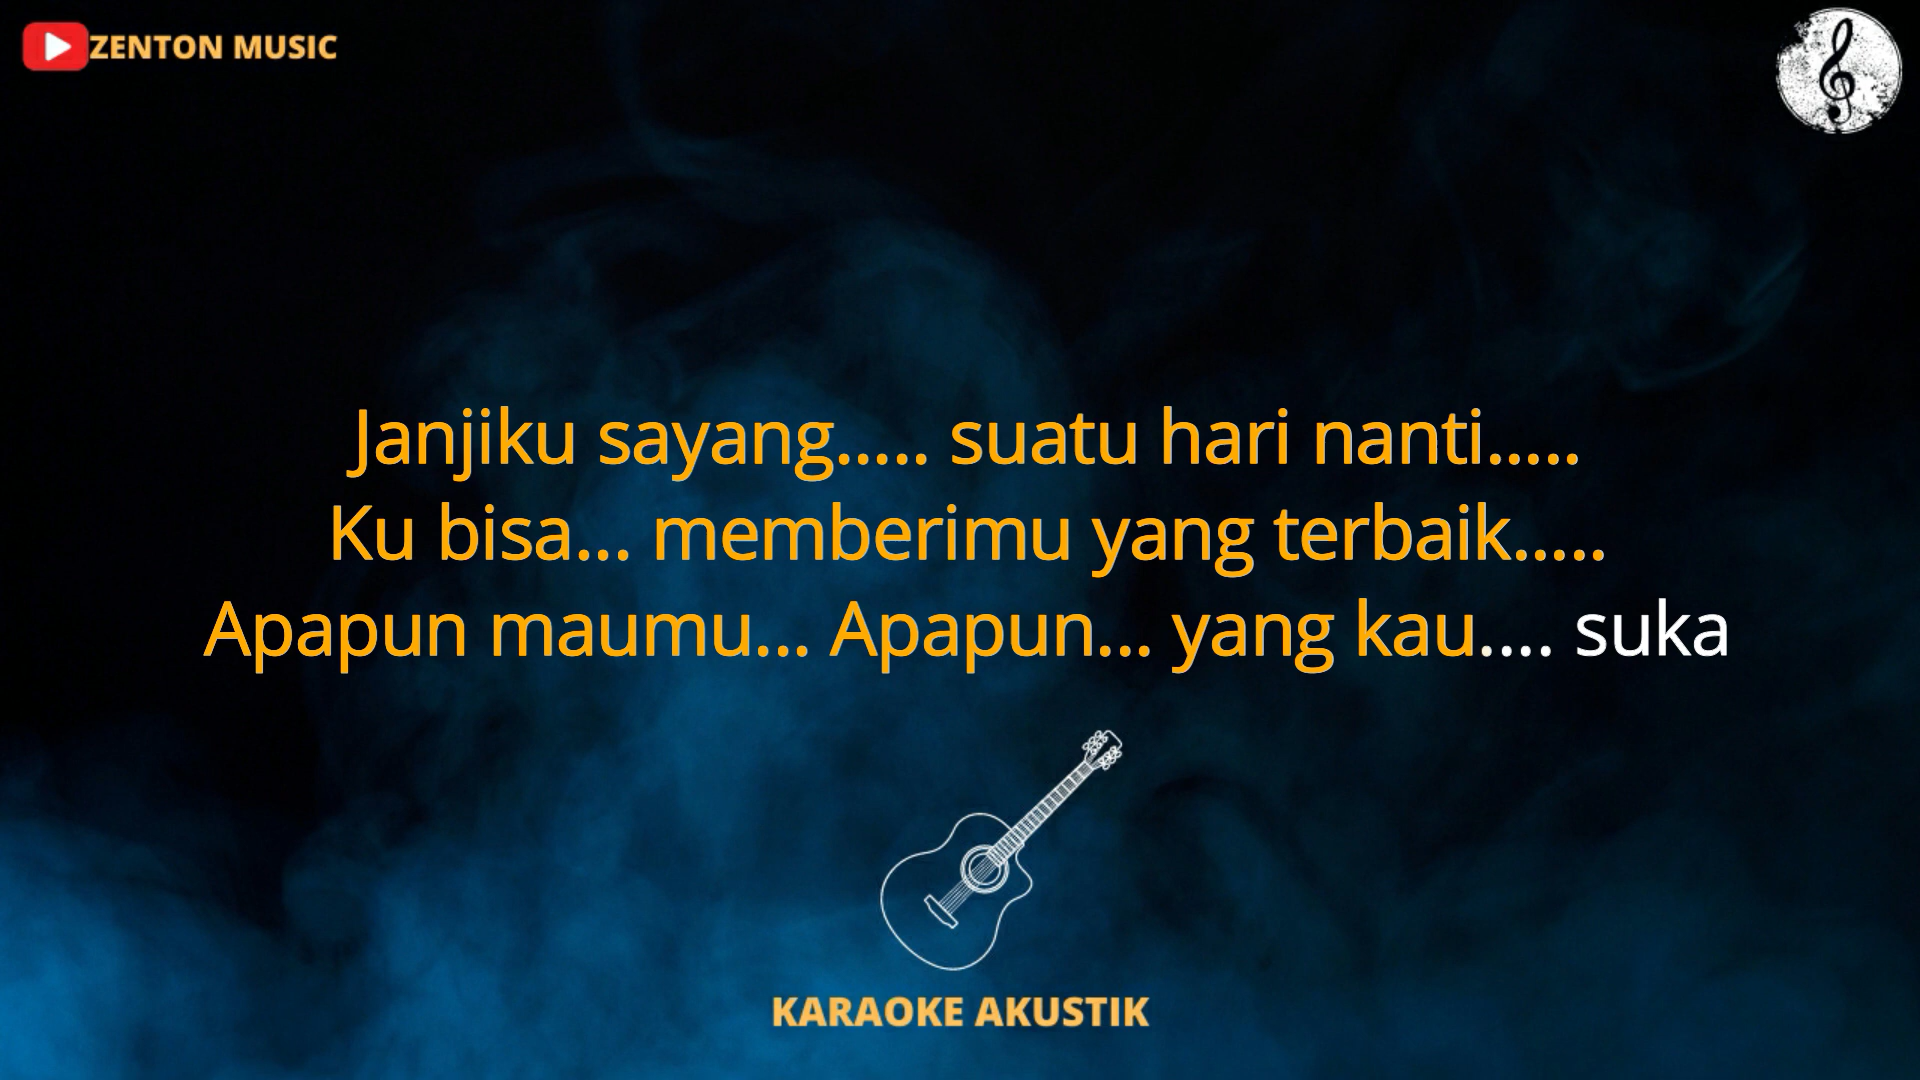 ZENTON MUSIC
Janjiku sayang..... suatu hari nanti.....
Ku bisa... memberimu yang terbaik.....
Apapun maumu... Apapun... yang kau.... suka
KARAOKE AKUSTIK